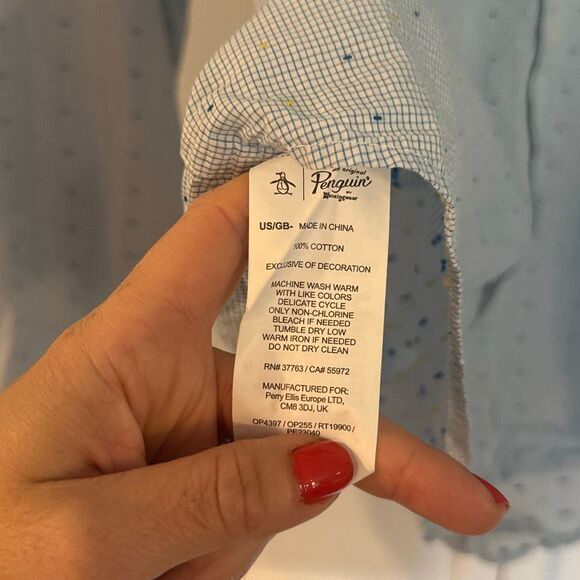 an original
Penguin®
BY
Munsingwear
US/GB- MADE IN CHINA
100% COTTON
EXCLUSIVE OF DECORATION
MACHINE WASH WARM
WITH LIKE COLORS
DELICATE CYCLE
ONLY NON-CHLORINE
BLEACH IF NEEDED
TUMBLE DRY LOW
WARM IRON IF NEEDED
DO NOT DRY CLEAN
RN# 37763 / CA# 55972
MANUFACTURED FOR:
Perry Ellis Europe LTD,
CM8 3DJ, UK
OP4397 / OP255 / RT19900 /
PE23040